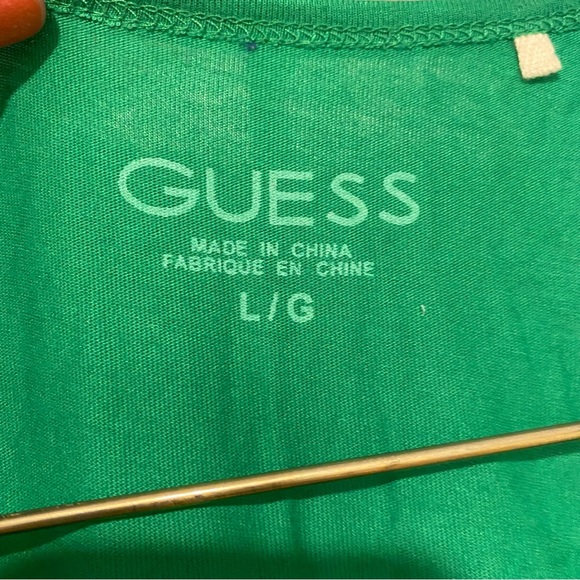 GUESS
MADE IN CHINA
FABRIQUE EN CHINE
L/G